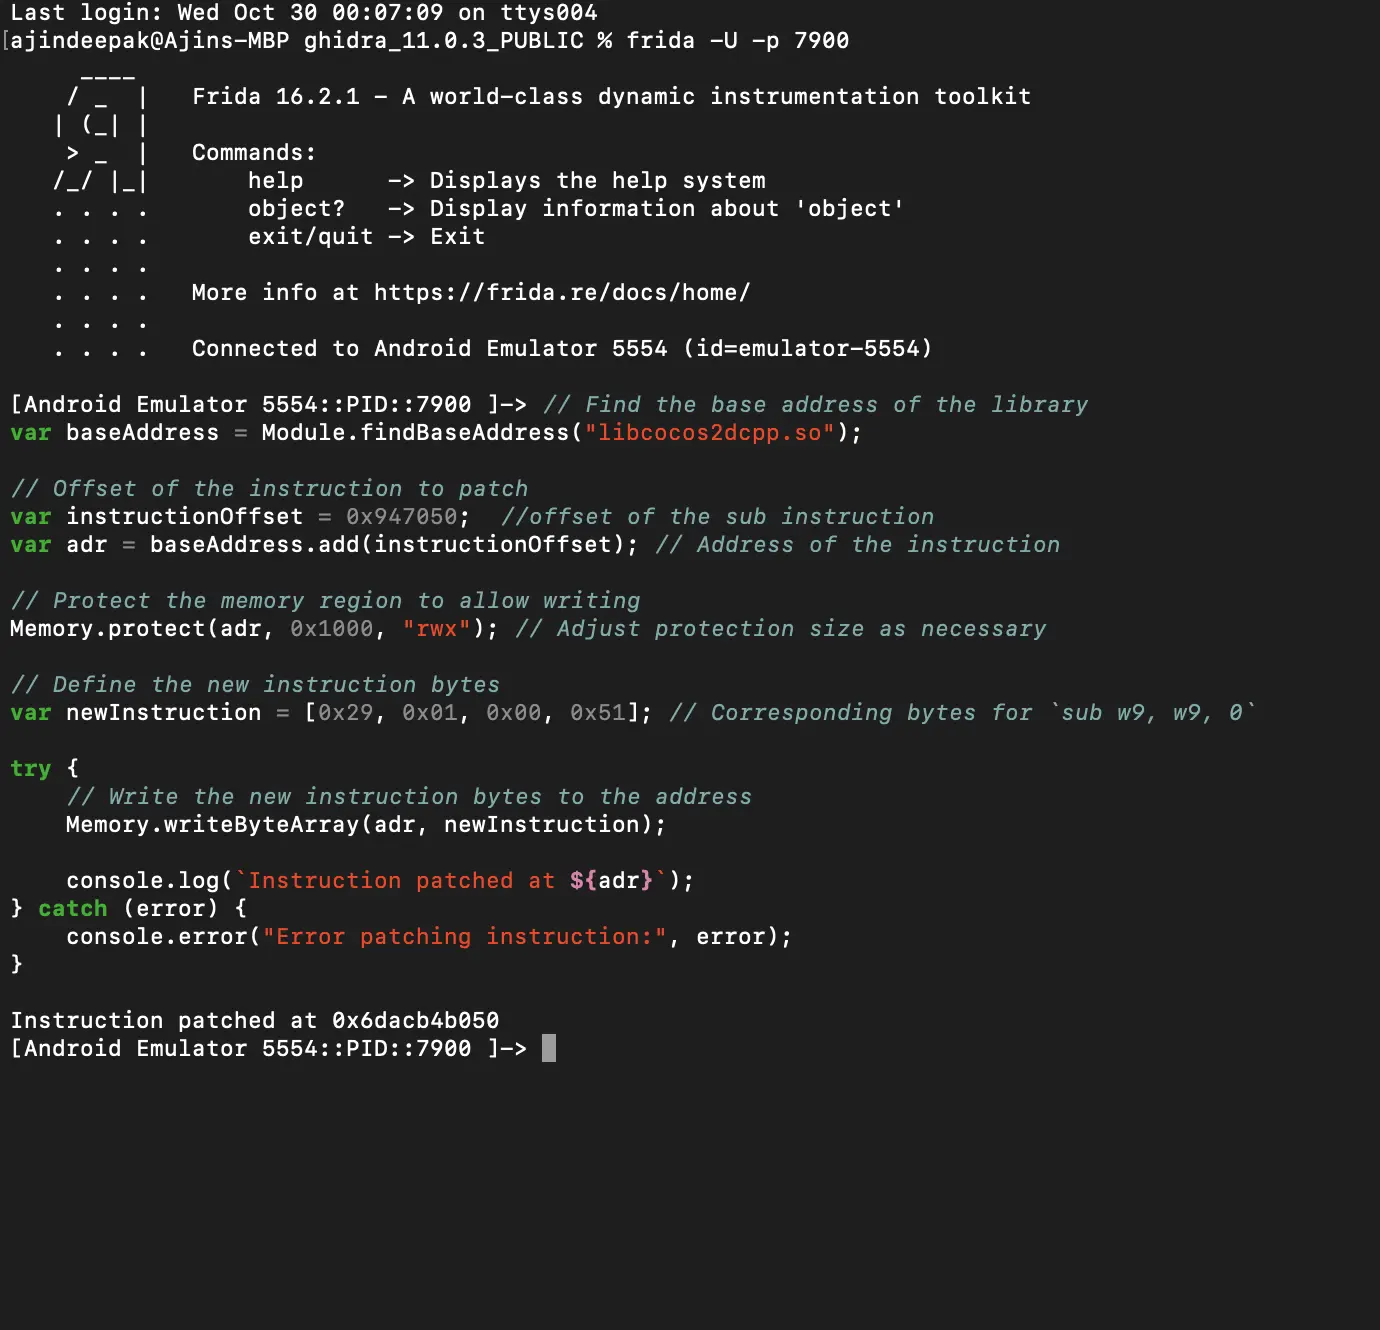 Last login: Wed Oct 30 00:07:09 on ttys004
[ajindeepak@Ajins-MBP ghidra_11.0.3_PUBLIC % frida -U -p 7900
     ____
    / _  |   Frida 16.2.1 - A world-class dynamic instrumentation toolkit
   | (_| |
    > _  |   Commands:
   /_/ |_|       help      -> Displays the help system
   . . . .       object?   -> Display information about 'object'
   . . . .       exit/quit -> Exit
   . . . .
   . . . .   More info at https://frida.re/docs/home/
   . . . .
   . . . .   Connected to Android Emulator 5554 (id=emulator-5554)
[Android Emulator 5554::PID::7900 ]-> // Find the base address of the library
var baseAddress = Module.findBaseAddress("libcocos2dcpp.so");
// Offset of the instruction to patch
var instructionOffset = 0x947050;  //offset of the sub instruction
var adr = baseAddress.add(instructionOffset); // Address of the instruction
// Protect the memory region to allow writing
Memory.protect(adr, 0x1000, "rwx"); // Adjust protection size as necessary
// Define the new instruction bytes
var newInstruction = [0x29, 0x01, 0x00, 0x51]; // Corresponding bytes for `sub w9, w9, 0`
try {
    // Write the new instruction bytes to the address
    Memory.writeByteArray(adr, newInstruction);
    console.log(`Instruction patched at ${adr}`);
} catch (error) {
    console.error("Error patching instruction:", error);
}
Instruction patched at 0x6dacb4b050
[Android Emulator 5554::PID::7900 ]->